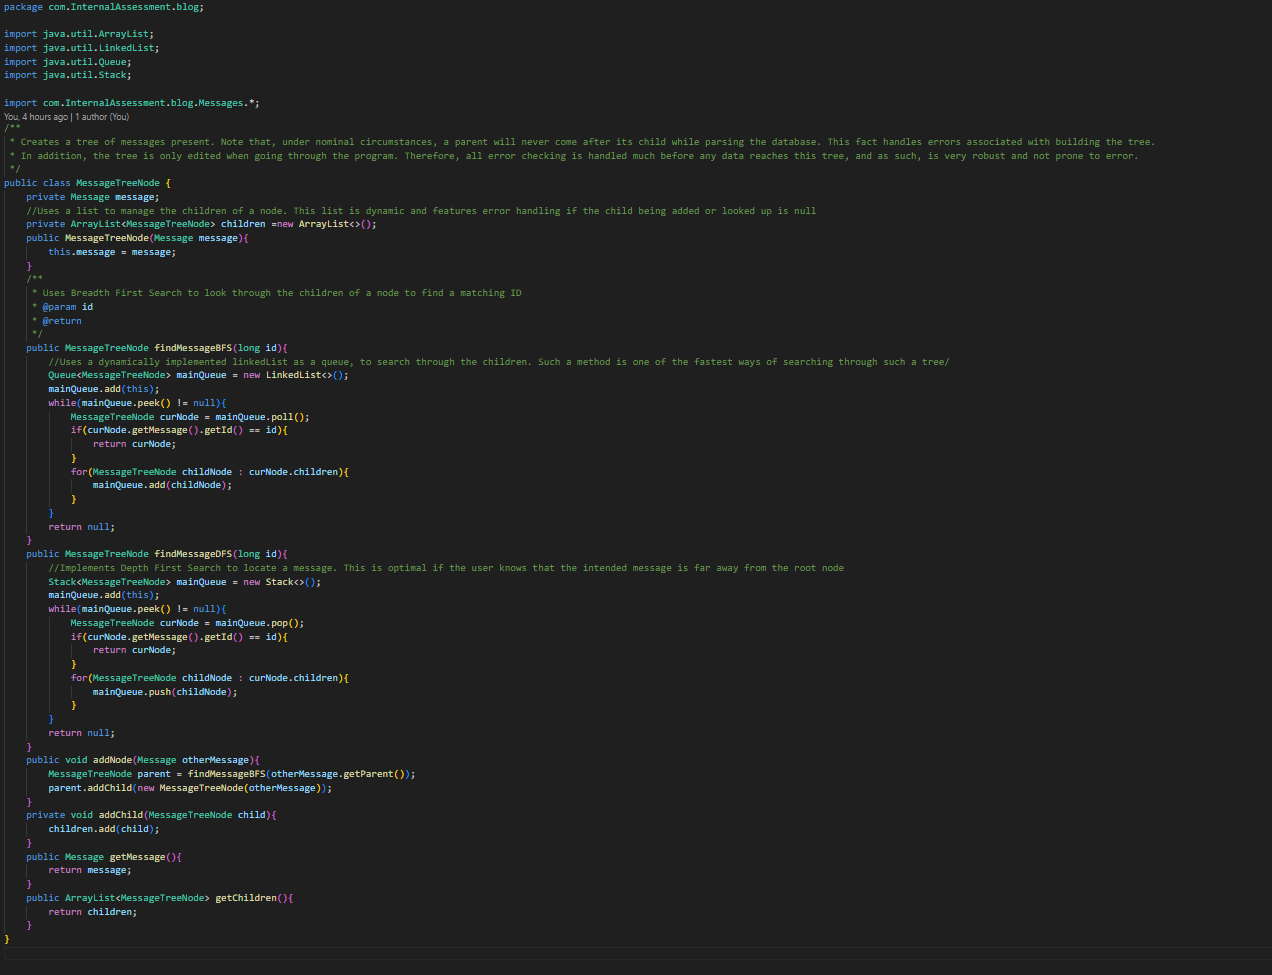 package com.InternalAssessment.blog;
import java.util.ArrayList;
import java.util.LinkedList;
import java.util.Queue;
import java.util.Stack;
import com.InternalAssessment.blog.Messages.*;
You, 4 hours ago | 1 author (You)
/**
* Creates a tree of messages present. Note that, under nominal circumstances, a parent will never come after its child while parsing the database. This fact handles errors associated with building the tree.
* In addition, the tree is only edited when going through the program. Therefore, all error checking is handled much before any data reaches this tree, and as such, is very robust and not prone to error.
*/
public class MessageTreeNode {
private Message message;
//Uses a list to manage the children of a node. This list is dynamic and features error handling if the child being added or looked up is null
private ArrayList<MessageTreeNode> children =new ArrayList<>();
public MessageTreeNode(Message message){
this.message = message;
}
/**
* Uses Breadth First Search to look through the children of a node to find a matching ID
* @param id
* @return
*/
public MessageTreeNode findMessageBFS(long id){
//Uses a dynamically implemented linkedList as a queue, to search through the children. Such a method is one of the fastest ways of searching through such a tree/
Queue<MessageTreeNode> mainQueue = new LinkedList<>();
mainQueue.add(this);
while(mainQueue.peek() != null){
MessageTreeNode curNode = mainQueue.poll();
if(curNode.getMessage().getId() == id){
return curNode;
}
for(MessageTreeNode childNode : curNode.children){
mainQueue.add(childNode);
}
}
return null;
}
public MessageTreeNode findMessageDFS(long id){
//Implements Depth First Search to locate a message. This is optimal if the user knows that the intended message is far away from the root node
Stack<MessageTreeNode> mainQueue = new Stack<>();
mainQueue.add(this);
while(mainQueue.peek() != null){
MessageTreeNode curNode = mainQueue.pop();
if(curNode.getMessage().getId() == id){
return curNode;
}
for(MessageTreeNode childNode : curNode.children){
mainQueue.push(childNode);
}
}
return null;
}
public void addNode(Message otherMessage){
MessageTreeNode parent = findMessageBFS(otherMessage.getParent());
parent.addChild(new MessageTreeNode(otherMessage));
}
private void addChild(MessageTreeNode child){
children.add(child);
}
public Message getMessage(){
return message;
}
public ArrayList<MessageTreeNode> getChildren(){
return children;
}
}